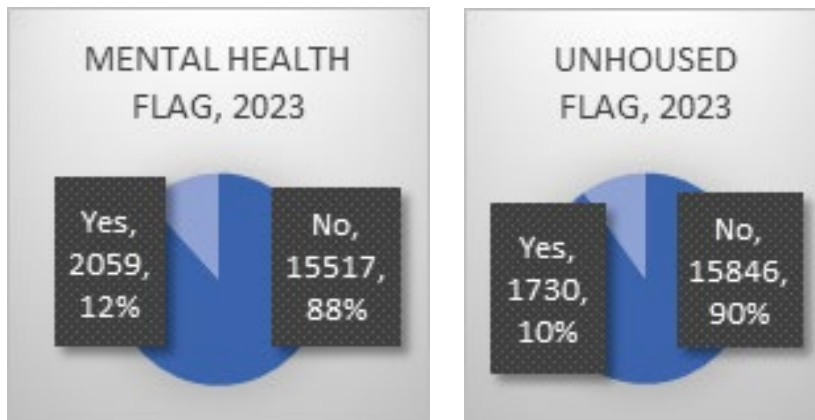 MENTAL HEALTH
FLAG, 2023
Yes,
2059,
12%
No,
15517,
88%
UNHOUSED
FLAG, 2023
Yes,
1730,
10%
No,
15846,
90%